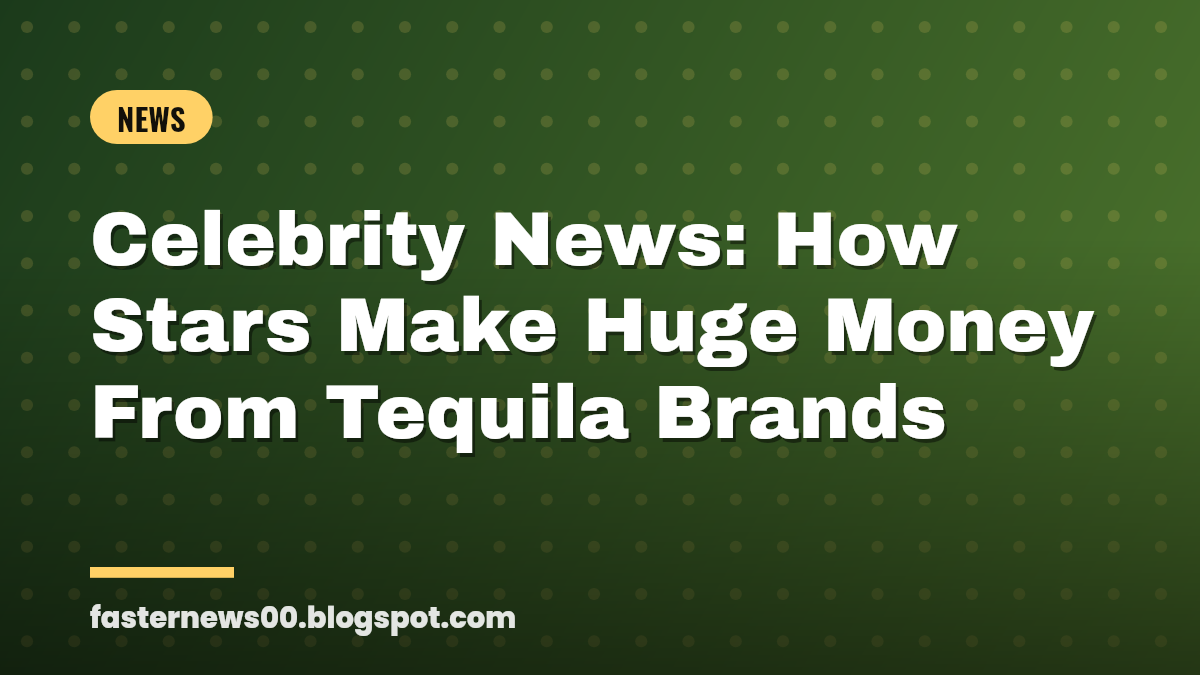 NEWS
Celebrity News: How
Stars Make Huge Money
From Tequila Brands
fasternews00.blogspot.com